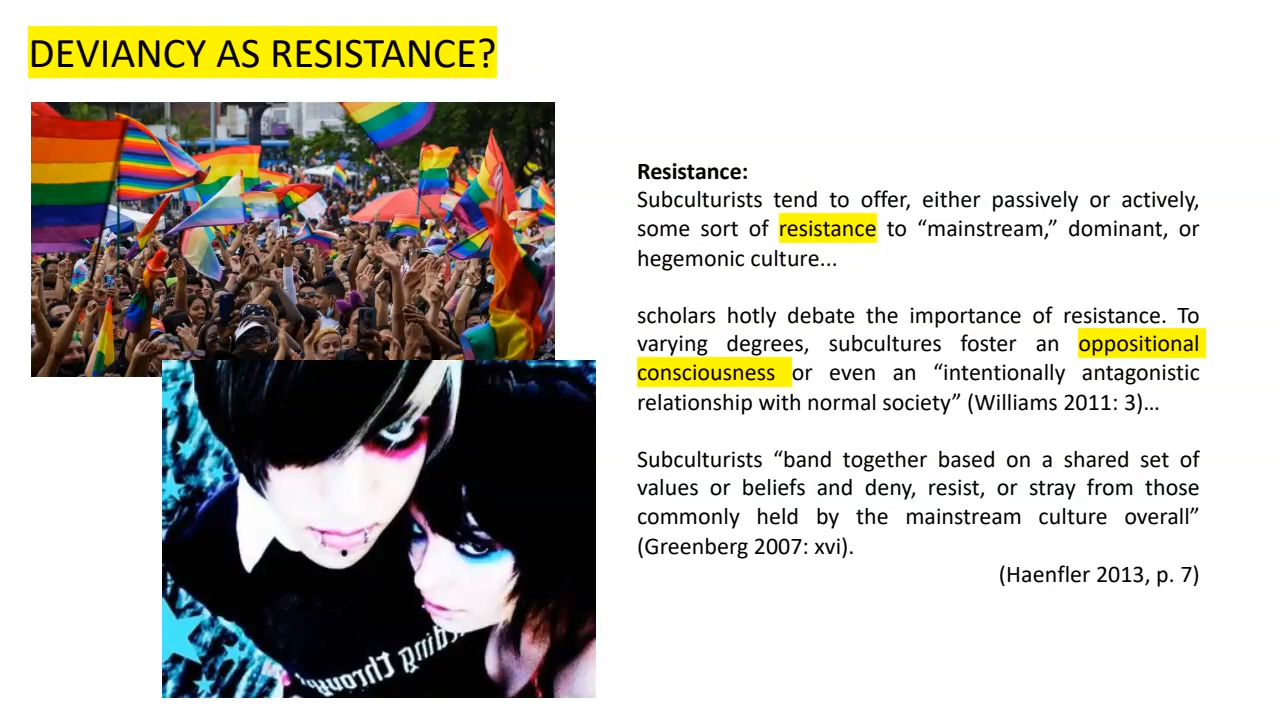 DEVIANCY AS RESISTANCE?
Resistance:
Subculturists tend to offer, either passively or actively,
some sort of resistance to “mainstream,” dominant, or
hegemonic culture...
scholars hotly debate the importance of resistance. To
varying degrees, subcultures foster an oppositional
consciousness or even an “intentionally antagonistic
relationship with normal society” (Williams 2011: 3)…
Subculturists “band together based on a shared set of
values or beliefs and deny, resist, or stray from those
commonly held by the mainstream culture overall”
(Greenberg 2007: xvi).
(Haenfler 2013, p. 7)